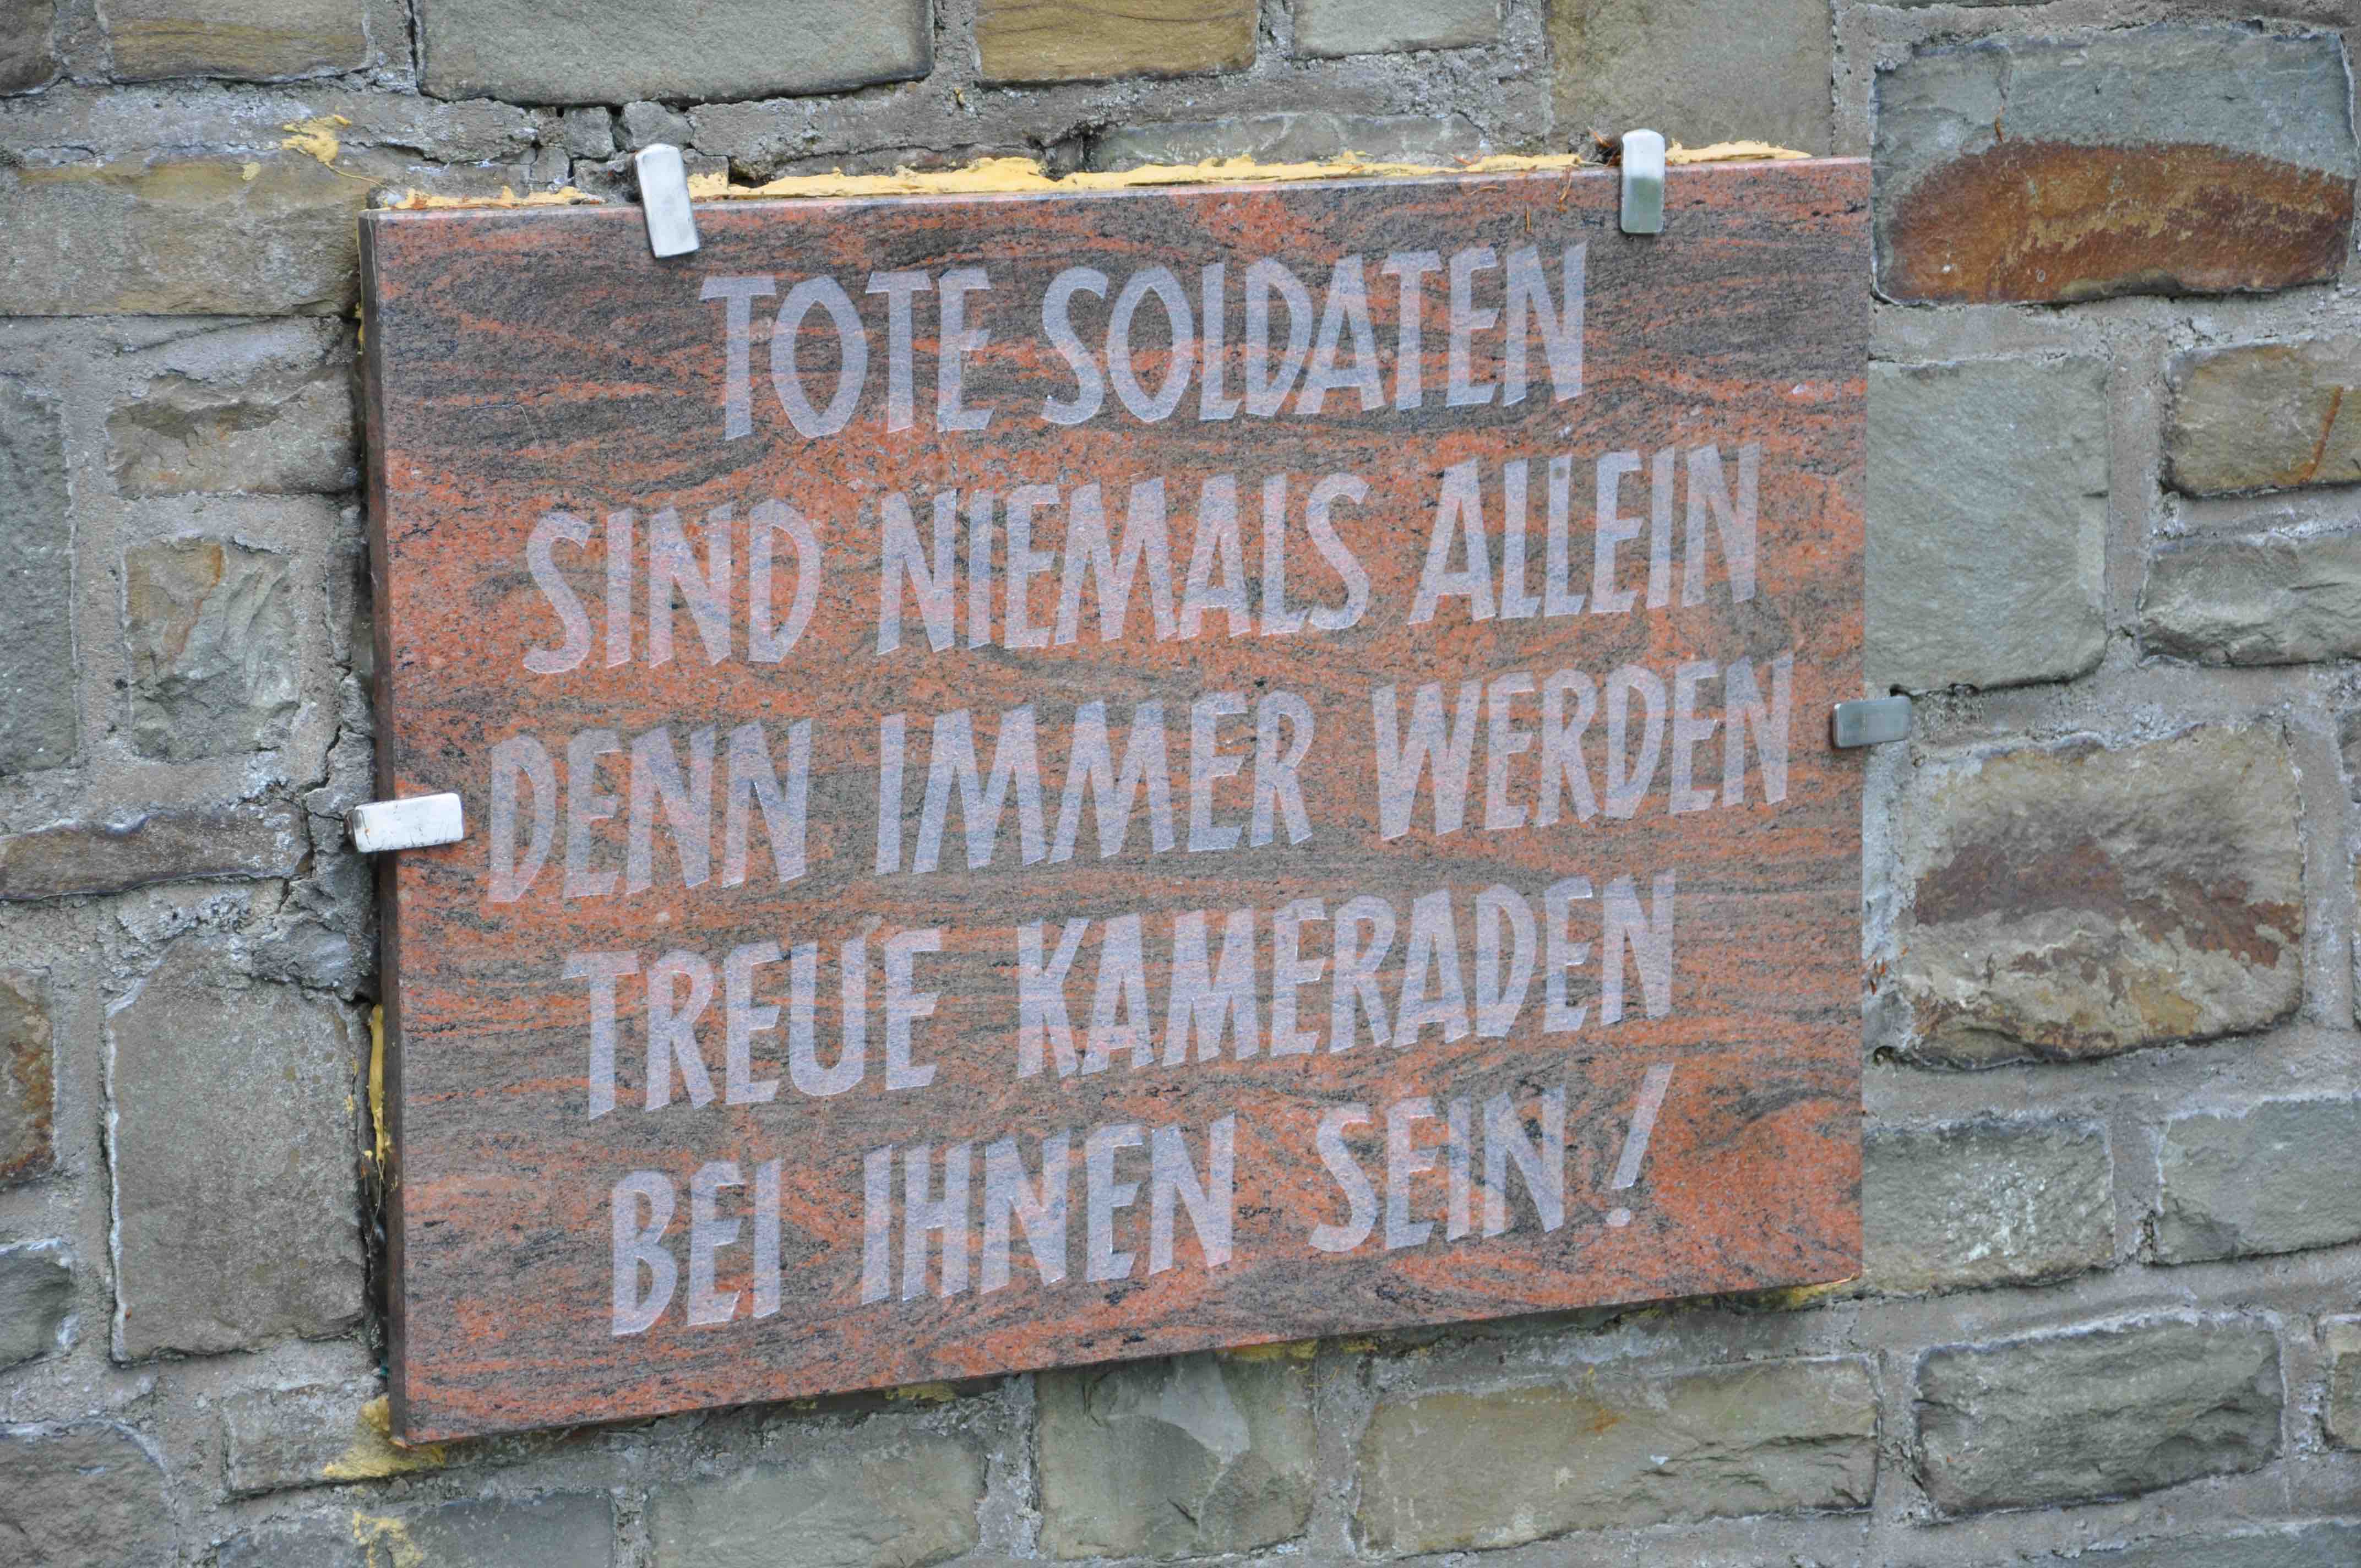 TOTE SOLDATEN
SIND NIEMALS ALLEIN
DENN IMMER WERDEN
TREUE KAMERADEN
BEI IHNEN SEIN!